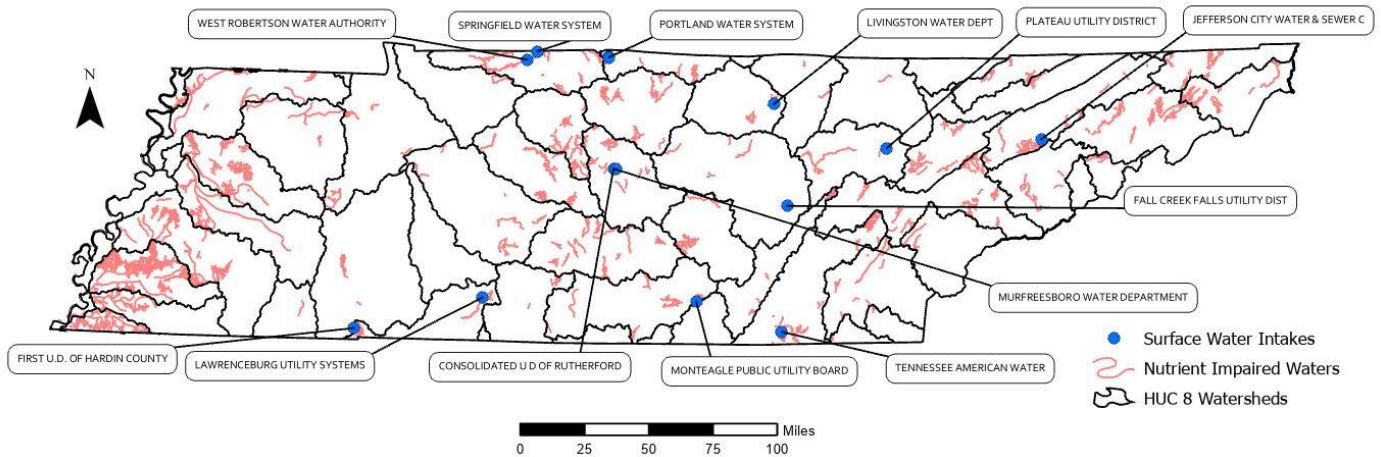 WEST ROBERTSON WATER AUTHORITY
SPRINGFIELD WATER SYSTEM
PORTLAND WATER SYSTEM
LIVINGSTON WATER DEPT
PLATEAU UTILITY DISTRICT
JEFFERSON CITY WATER & SEWER C
N
FALL CREEK FALLS UTILITY DIST
MURFREESBORO WATER DEPARTMENT
FIRST U.D. OF HARDIN COUNTY
LAWRENCEBURG UTILITY SYSTEMS
CONSOLIDATED U D OF RUTHERFORD
MONTEAGLE PUBLIC UTILITY BOARD
TENNESSEE AMERICAN WATER
Surface Water Intakes
Nutrient Impaired Waters
HUC 8 Watersheds
Miles
0 25 50 75 100